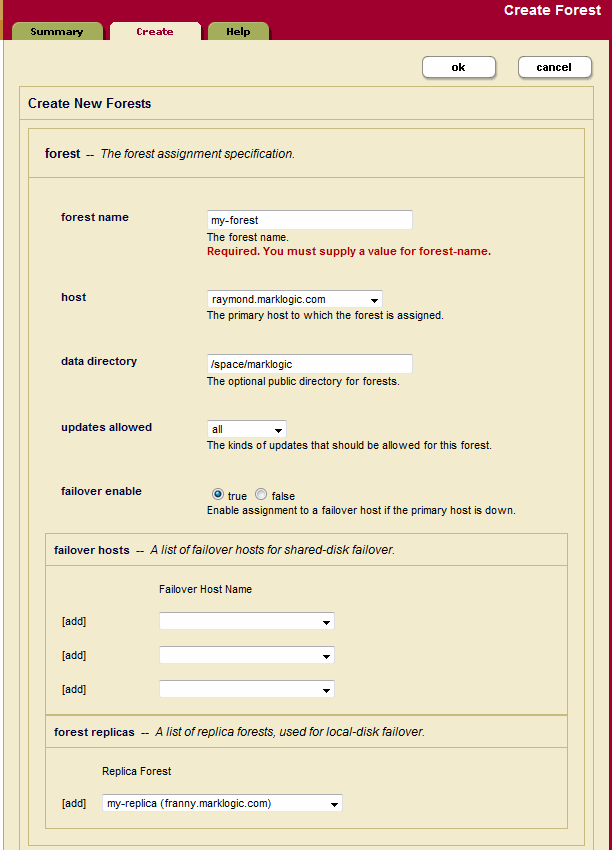 Create Forest
Summary Create Help
ok cancel
Create New Forests
forest -- The forest assignment specification.
forest name my-forest
The forest name.
Required. You must supply a value for forest-name.
host raymond.marklogic.com
The primary host to which the forest is assigned.
data directory /space/marklogic
The optional public directory for forests.
updates allowed all
The kinds of updates that should be allowed for this forest.
failover enable true false
Enable assignment to a failover host if the primary host is down.
failover hosts -- A list of failover hosts for shared-disk failover.
Failover Host Name
[add]
[add]
[add]
forest replicas -- A list of replica forests, used for local-disk failover.
Replica Forest
[add] my-replica (franny.marklogic.com)